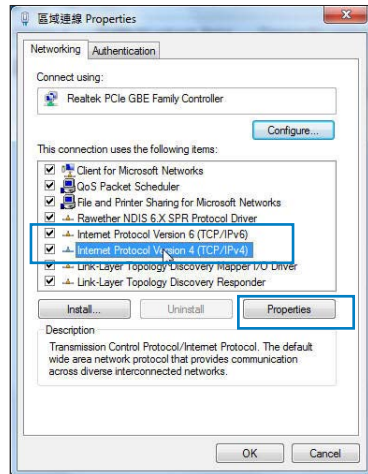 區域連線 Properties
Networking Authentication
Connect using:
Realtek PCIe GBE Family Controller
Configure...
This connection uses the following items:
Client for Microsoft Networks
QoS Packet Scheduler
File and Printer Sharing for Microsoft Networks
Rawether NDIS 6.X SPR Protocol Driver
Internet Protocol Version 6 (TCP/IPv6)
Internet Protocol Version 4 (TCP/IPv4)
Link-Layer Topology Discovery Mapper I/O Driver
Link-Layer Topology Discovery Responder
Install... Uninstall Properties
Description
Transmission Control Protocol/Internet Protocol. The default
wide area network protocol that provides communication
across diverse interconnected networks.
OK Cancel